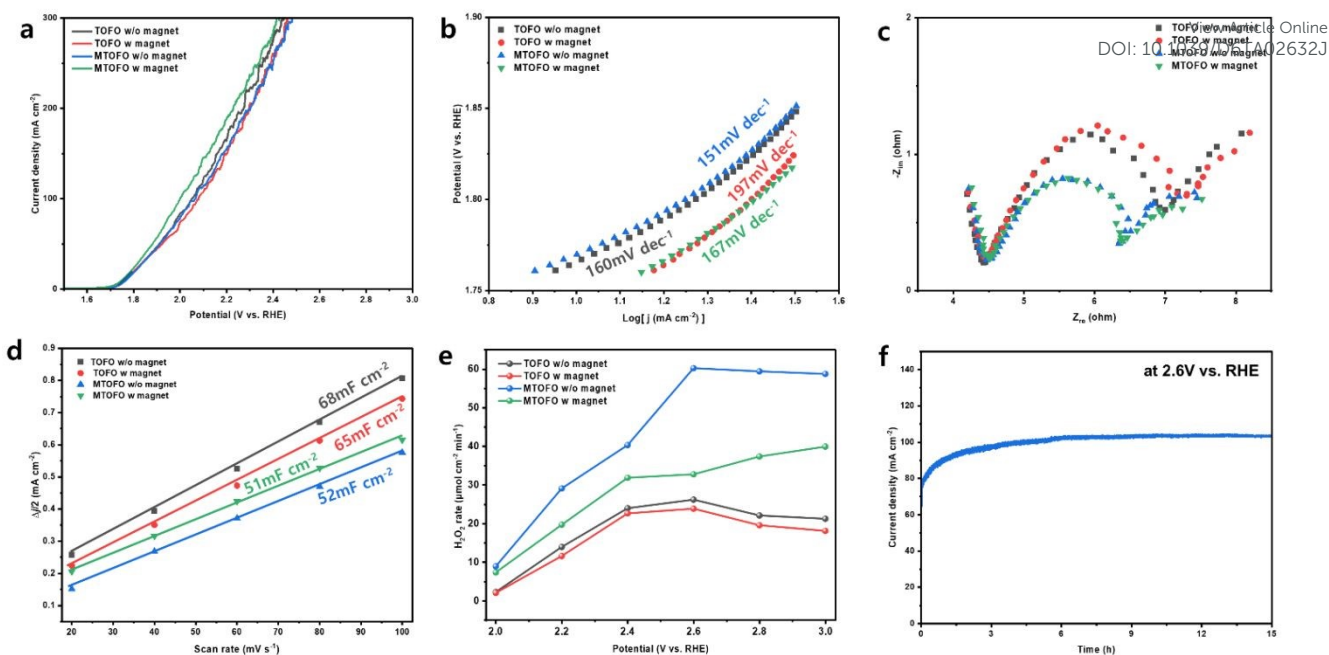 a
TOFO w/o magnet
TOFO w magnet
MTOFO w/o magnet
MTOFO w magnet
Current density (mA cm⁻²)
300
200
100
0
1.6
1.8
2.0
2.2
2.4
2.6
2.8
3.0
Potential (V vs. RHE)
b
TOFO w/o magnet
TOFO w magnet
MTOFO w/o magnet
MTOFO w magnet
Potential (V vs. RHE)
1.90
1.85
1.80
1.75
151mV dec⁻¹
197mV dec⁻¹
160mV dec⁻¹
167mV dec⁻¹
0.8
0.9
1.0
1.1
1.2
1.3
1.4
1.5
1.6
Log[ j (mA cm⁻²) ]
c
View Article Online
TOFO w magnet
MTOFO w/o magnet
MTOFO w magnet
-Z_im (ohm)
2
1
0
4
5
6
7
8
Z_re (ohm)
d
TOFO w/o magnet
TOFO w magnet
MTOFO w/o magnet
MTOFO w magnet
Δj/2 (mA cm⁻²)
0.9
0.8
0.7
0.6
0.5
0.4
0.3
0.2
0.1
68mF cm⁻²
65mF cm⁻²
51mF cm⁻²
52mF cm⁻²
20
30
40
50
60
70
80
90
100
Scan rate (mV s⁻¹)
e
TOFO w/o magnet
TOFO w magnet
MTOFO w/o magnet
MTOFO w magnet
H₂O₂ rate (μmol cm⁻² min⁻¹)
70
60
50
40
30
20
10
0
2.0
2.2
2.4
2.6
2.8
3.0
Potential (V vs. RHE)
f
at 2.6V vs. RHE
Current density (mA cm⁻²)
140
120
100
80
60
40
20
0
0
3
6
9
12
15
Time (h)